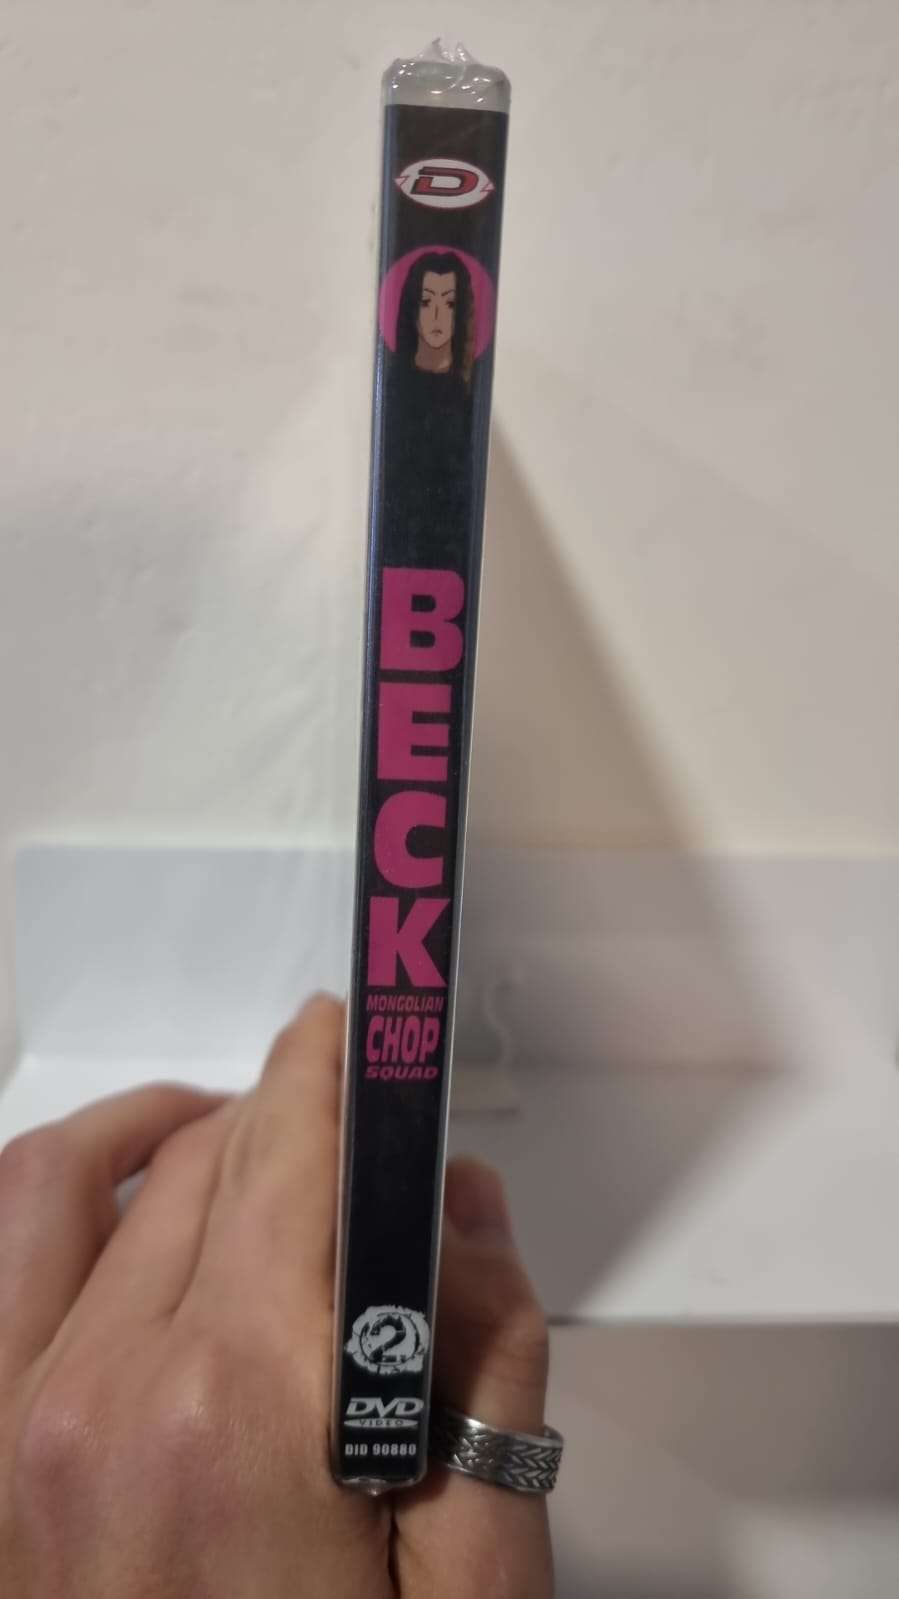 D
BECK
MONGOLIAN
CHOP
SQUAD
2
DVD
VIDEO
DID 90880